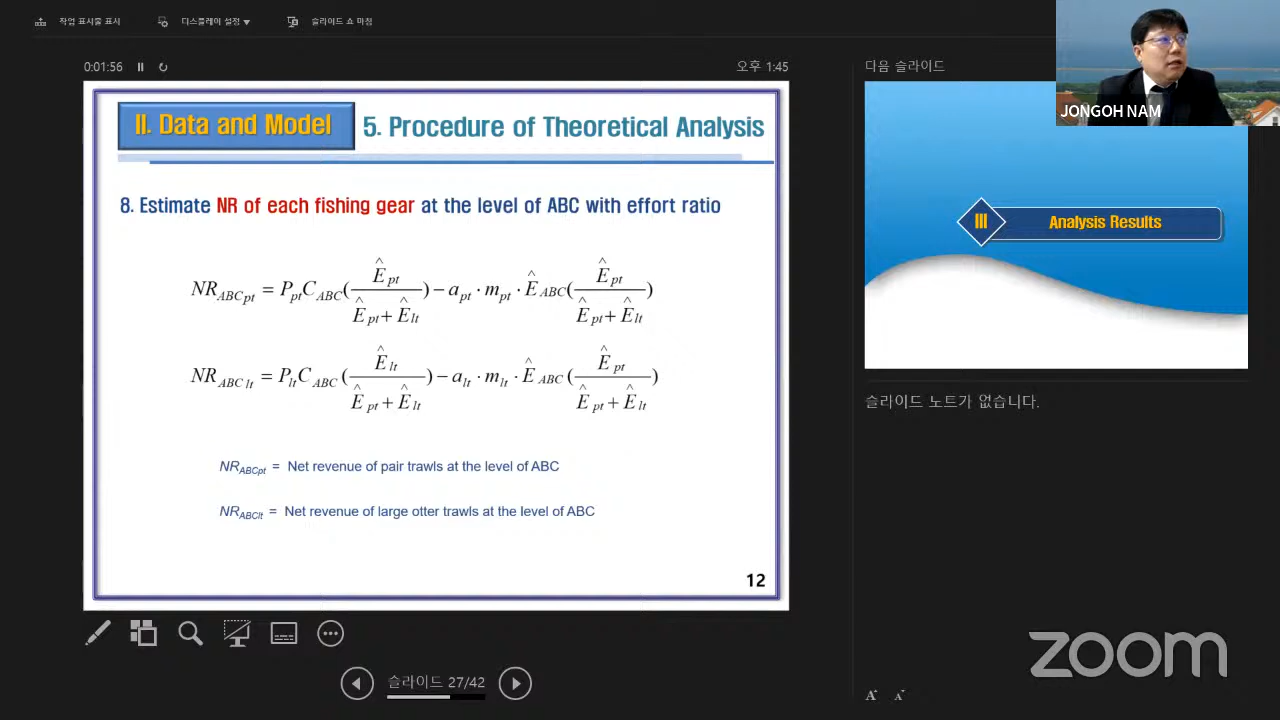 작업 표시줄 표시 디스플레이 설정 ▼ 슬라이드 쇼 마침
0:01:56 오후 1:45
II. Data and Model 5. Procedure of Theoretical Analysis
8. Estimate NR of each fishing gear at the level of ABC with effort ratio
NR_ABCpt = P_pt C_ABC (Ê_pt / (Ê_pt + Ê_lt)) − a_pt · m_pt · Ê_ABC (Ê_pt / (Ê_pt + Ê_lt))
NR_ABC lt = P_lt C_ABC (Ê_lt / (Ê_pt + Ê_lt)) − a_lt · m_lt · Ê_ABC (Ê_pt / (Ê_pt + Ê_lt))
NR_ABCpt = Net revenue of pair trawls at the level of ABC
NR_ABClt = Net revenue of large otter trawls at the level of ABC
12
슬라이드 27/42
다음 슬라이드
JONGOH NAM
III Analysis Results
슬라이드 노트가 없습니다.
zoom
A A